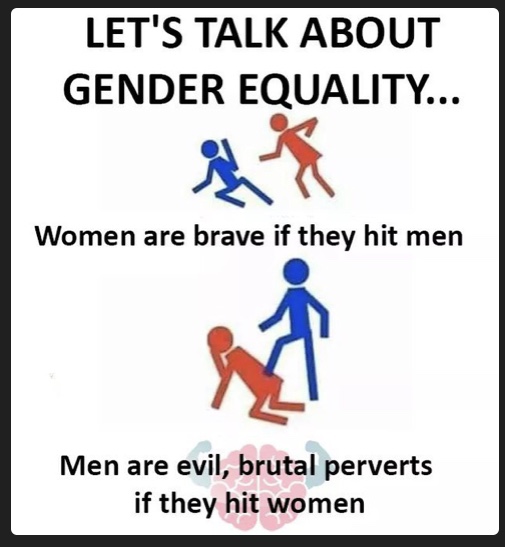 LET'S TALK ABOUT
GENDER EQUALITY...
Women are brave if they hit men
Men are evil, brutal perverts
if they hit women